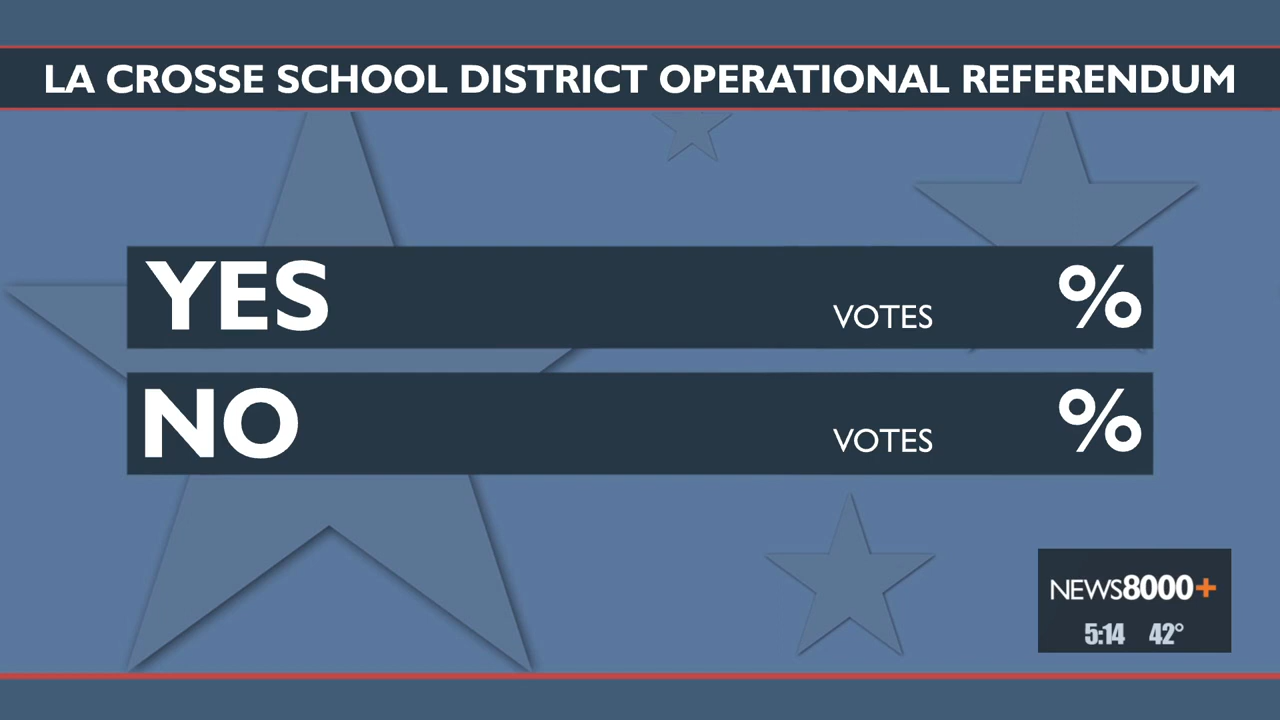 LA CROSSE SCHOOL DISTRICT OPERATIONAL REFERENDUM
YES VOTES %
NO VOTES %
NEWS8000+
5:14 42°